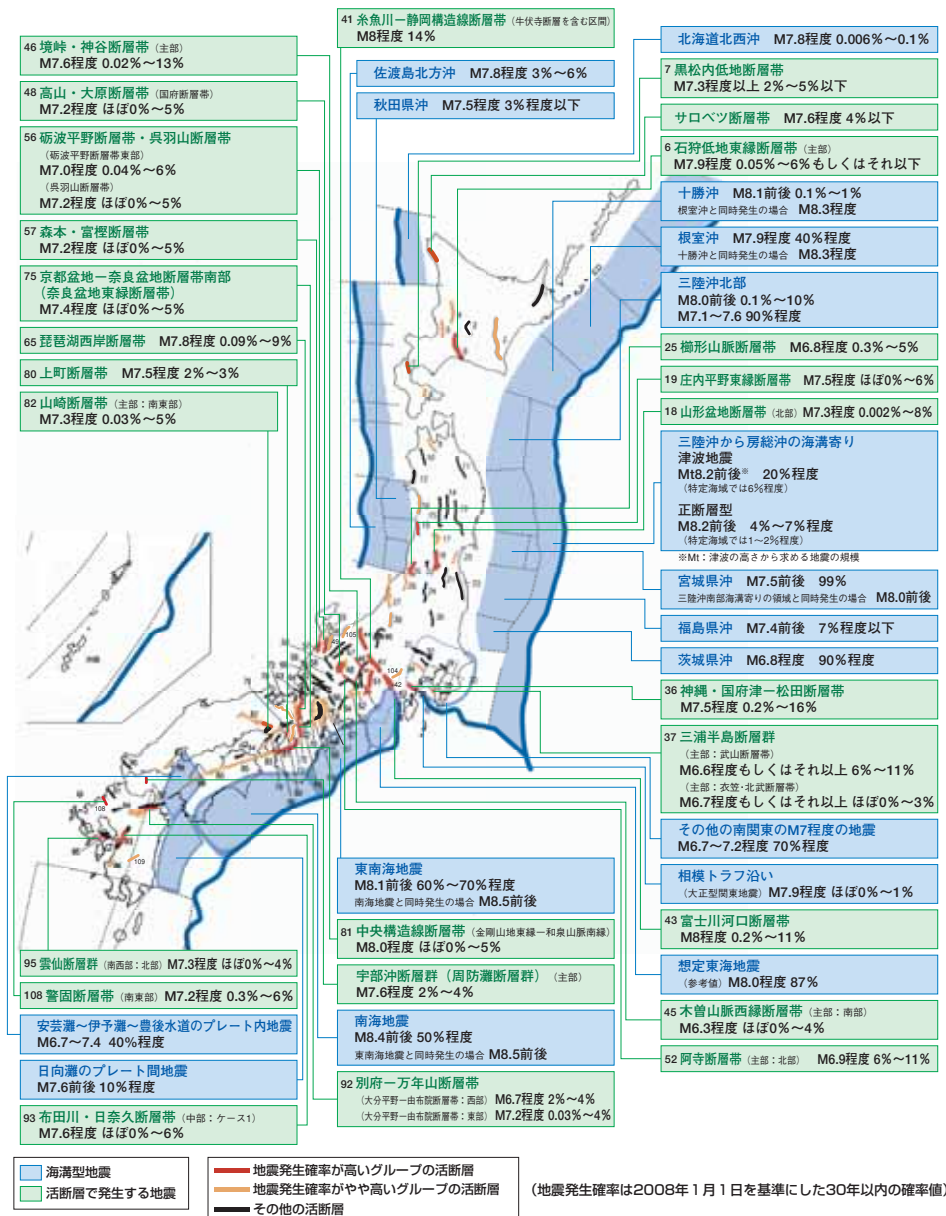 41 糸魚川－静岡構造線断層帯（牛伏寺断層を含む区間）
M8程度 14%
46 境峠・神谷断層帯（主部）
M7.6程度 0.02%～13%
48 高山・大原断層帯（国府断層帯）
M7.2程度 ほぼ0%～5%
56 砺波平野断層帯・呉羽山断層帯
（砺波平野断層帯東部）
M7.0程度 0.04%～6%
（呉羽山断層帯）
M7.2程度 ほぼ0%～5%
57 森本・富樫断層帯
M7.2程度 ほぼ0%～5%
75 京都盆地－奈良盆地断層帯南部
（奈良盆地東縁断層帯）
M7.4程度 ほぼ0%～5%
65 琵琶湖西岸断層帯 M7.8程度 0.09%～9%
80 上町断層帯 M7.5程度 2%～3%
82 山崎断層帯（主部：南東部）
M7.3程度 0.03%～5%
佐渡島北方沖 M7.8程度 3%～6%
秋田県沖 M7.5程度 3%程度以下
北海道北西沖 M7.8程度 0.006%～0.1%
7 黒松内低地断層帯
M7.3程度以上 2%～5%以下
サロベツ断層帯 M7.6程度 4%以下
6 石狩低地東縁断層帯（主部）
M7.9程度 0.05%～6%もしくはそれ以下
十勝沖 M8.1前後 0.1%～1%
根室沖と同時発生の場合 M8.3程度
根室沖 M7.9程度 40%程度
十勝沖と同時発生の場合 M8.3程度
三陸沖北部
M8.0前後 0.1%～10%
M7.1～7.6 90%程度
25 櫛形山脈断層帯 M6.8程度 0.3%～5%
19 庄内平野東縁断層帯 M7.5程度 ほぼ0%～6%
18 山形盆地断層帯（北部）M7.3程度 0.002%～8%
三陸沖から房総沖の海溝寄り
津波地震
Mt8.2前後※ 20%程度
（特定海域では6%程度）
正断層型
M8.2前後 4%～7%程度
（特定海域では1～2%程度）
※Mt：津波の高さから求める地震の規模
宮城県沖 M7.5前後 99%
三陸沖南部海溝寄りの領域と同時発生の場合 M8.0前後
福島県沖 M7.4前後 7%程度以下
茨城県沖 M6.8程度 90%程度
36 神縄・国府津－松田断層帯
M7.5程度 0.2%～16%
37 三浦半島断層群
（主部：武山断層帯）
M6.6程度もしくはそれ以上 6%～11%
（主部：衣笠・北武断層帯）
M6.7程度もしくはそれ以上 ほぼ0%～3%
その他の南関東のM7程度の地震
M6.7～7.2程度 70%程度
相模トラフ沿い
（大正型関東地震）M7.9程度 ほぼ0%～1%
43 富士川河口断層帯
M8程度 0.2%～11%
想定東海地震
（参考値）M8.0程度 87%
45 木曽山脈西縁断層帯（主部：南部）
M6.3程度 ほぼ0%～4%
52 阿寺断層帯（主部：北部） M6.9程度 6%～11%
東南海地震
M8.1前後 60%～70%程度
南海地震と同時発生の場合 M8.5前後
81 中央構造線断層帯（金剛山地東縁－和泉山脈南縁）
M8.0程度 ほぼ0%～5%
宇部沖断層群（周防灘断層群）（主部）
M7.6程度 2%～4%
南海地震
M8.4前後 50%程度
東南海地震と同時発生の場合 M8.5前後
92 別府－万年山断層帯
（大分平野－由布院断層帯：西部）M6.7程度 2%～4%
（大分平野－由布院断層帯：東部）M7.2程度 0.03%～4%
95 雲仙断層群（南西部：北部）M7.3程度 ほぼ0%～4%
108 警固断層帯（南東部） M7.2程度 0.3%～6%
安芸灘～伊予灘～豊後水道のプレート内地震
M6.7～7.4 40%程度
日向灘のプレート間地震
M7.6前後 10%程度
93 布田川・日奈久断層帯（中部：ケース1）
M7.6程度 ほぼ0%～6%
105
104
42
108
109
海溝型地震
活断層で発生する地震
地震発生確率が高いグループの活断層
地震発生確率がやや高いグループの活断層
その他の活断層
（地震発生確率は2008年1月1日を基準にした30年以内の確率値）